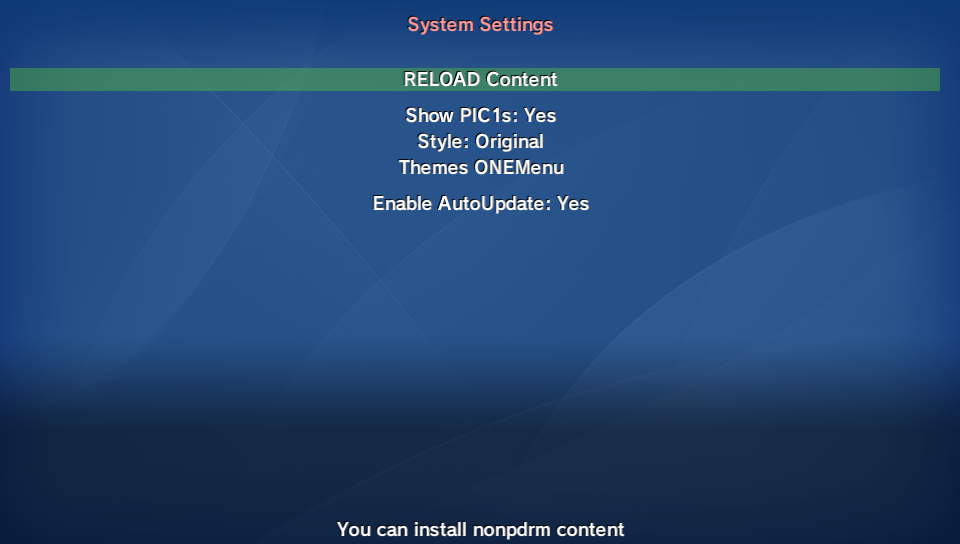 System Settings
RELOAD Content
Show PIC1s: Yes
Style: Original
Themes ONEMenu
Enable AutoUpdate: Yes
You can install nonpdrm content